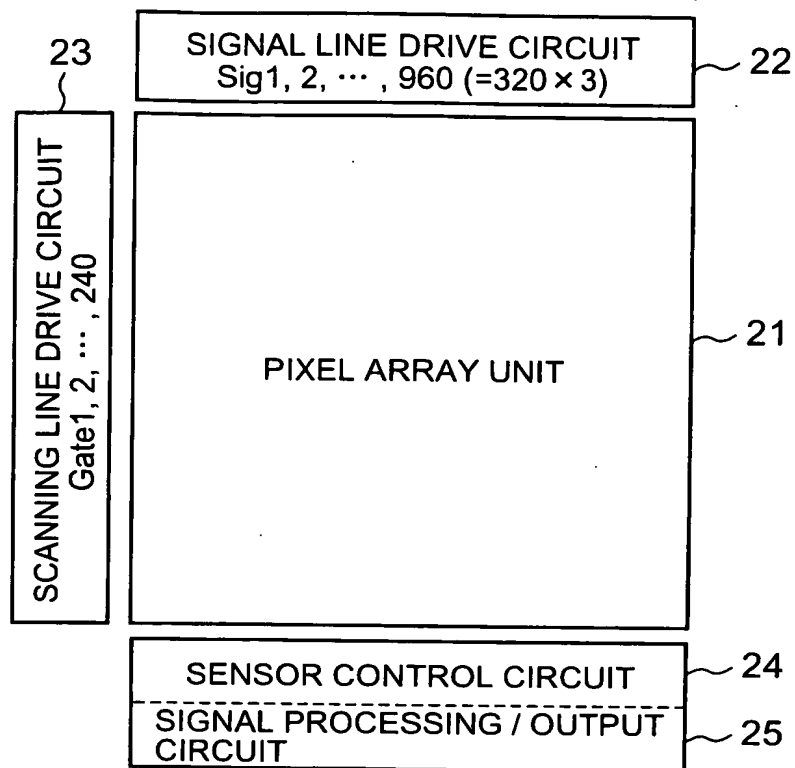 SIGNAL LINE DRIVE CIRCUIT
Sig1, 2, ··· , 960 (=320 × 3)
22
23
SCANNING LINE DRIVE CIRCUIT
Gate1, 2, ··· , 240
PIXEL ARRAY UNIT
21
SENSOR CONTROL CIRCUIT
24
SIGNAL PROCESSING / OUTPUT
CIRCUIT
25